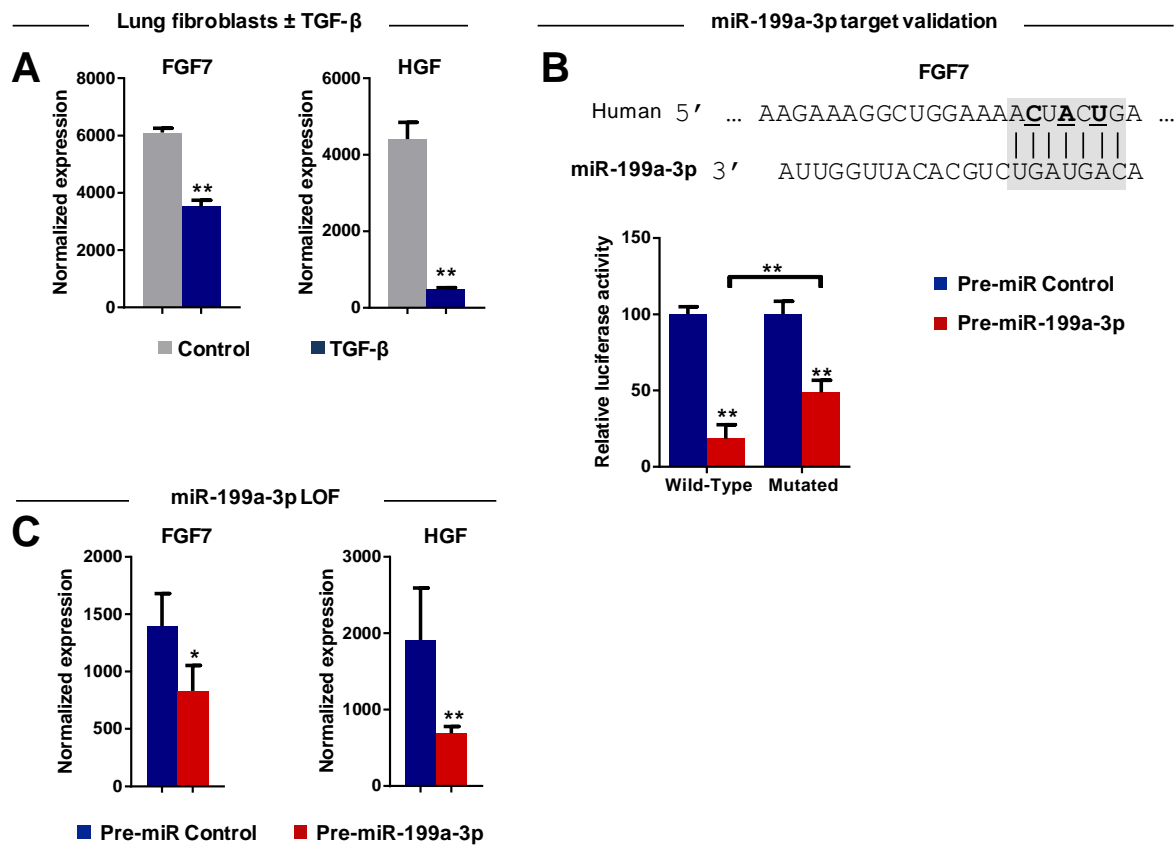 Lung fibroblasts ± TGF-β
miR-199a-3p target validation
A
FGF7
Normalized expression
8000
6000
4000
2000
0
**
HGF
Normalized expression
6000
4000
2000
0
**
Control
TGF-β
B
FGF7
Human 5′ ... AAGAAAGGCUGGAAAACUACUGA ...
miR-199a-3p 3′ AUUGGUUACACGUCUGAUGACA
Relative luciferase activity
150
100
50
0
**
**
**
Wild-Type
Mutated
Pre-miR Control
Pre-miR-199a-3p
miR-199a-3p LOF
C
FGF7
Normalized expression
2000
1500
1000
500
0
*
HGF
Normalized expression
3000
2000
1000
0
**
Pre-miR Control
Pre-miR-199a-3p